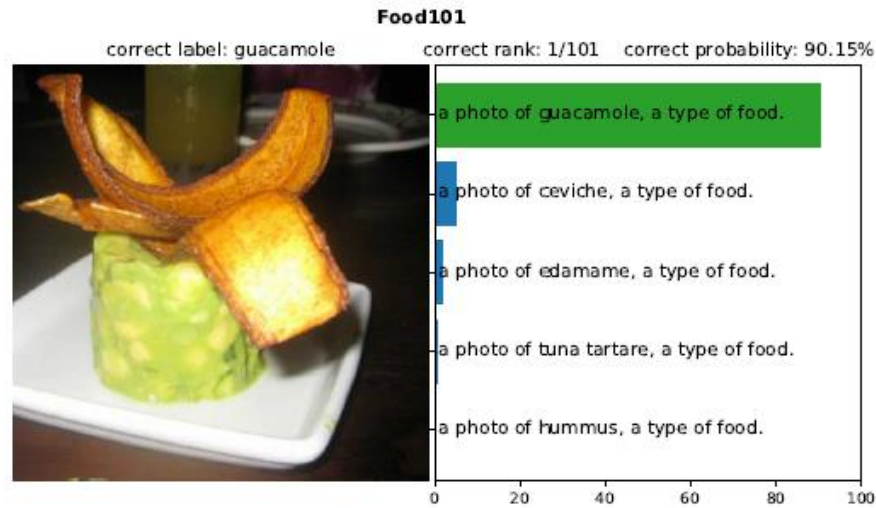 Food101
correct label: guacamole correct rank: 1/101 correct probability: 90.15%
a photo of guacamole, a type of food.
a photo of ceviche, a type of food.
a photo of edamame, a type of food.
a photo of tuna tartare, a type of food.
a photo of hummus, a type of food.
0 20 40 60 80 100